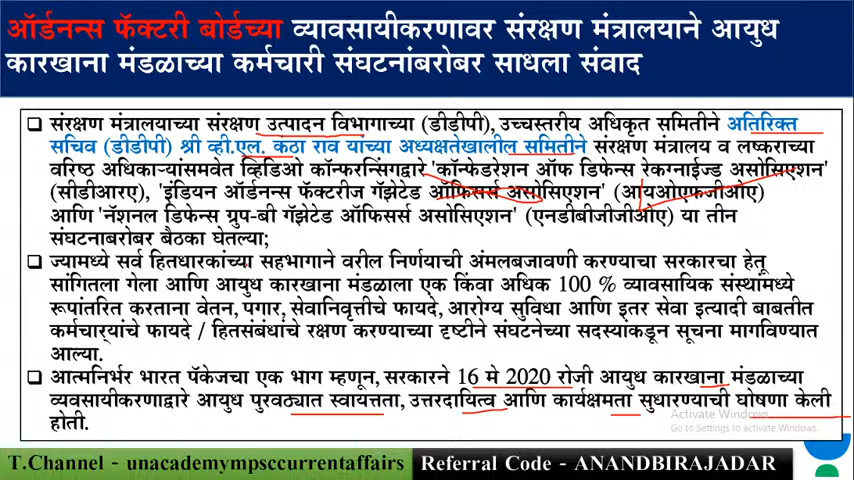 ऑर्डनन्स फॅक्टरी बोर्डच्या व्यावसायीकरणावर संरक्षण मंत्रालयाने आयुध
कारखाना मंडळाच्या कर्मचारी संघटनांबरोबर साधला संवाद
संरक्षण मंत्रालयाच्या संरक्षण उत्पादन विभागाच्या (डीडीपी), उच्चस्तरीय अधिकृत समितीने अतिरिक्त
सचिव (डीडीपी) श्री व्ही.एल. कंठा राव यांच्या अध्यक्षतेखालील समितीने संरक्षण मंत्रालय व लष्कराच्या
वरिष्ठ अधिकाऱ्यांसमवेत व्हिडिओ कॉन्फरन्सिंगद्वारे 'कॉन्फेडरेशन ऑफ डिफेन्स रेकग्नाईज्ड असोसिएशन'
(सीडीआरए), 'इंडियन ऑर्डनन्स फॅक्टरीज गॅझेटेड ऑफिसर्स असोसिएशन' (आयओएफजीओए)
आणि 'नॅशनल डिफेन्स ग्रुप-बी गॅझेटेड ऑफिसर्स असोसिएशन' (एनडीबीजीजीओए) या तीन
संघटनाबरोबर बैठका घेतल्या;
ज्यामध्ये सर्व हितधारकांच्या सहभागाने वरील निर्णयाची अंमलबजावणी करण्याचा सरकारचा हेतू
सांगितला गेला आणि आयुध कारखाना मंडळाला एक किंवा अधिक 100 % व्यावसायिक संस्थांमध्ये
रूपांतरित करताना वेतन, पगार, सेवानिवृत्तीचे फायदे, आरोग्य सुविधा आणि इतर सेवा इत्यादी बाबतीत
कर्मचाऱ्यांचे फायदे / हितसंबंधांचे रक्षण करण्याच्या दृष्टीने संघटनेच्या सदस्यांकडून सूचना मागविण्यात
आल्या.
आत्मनिर्भर भारत पॅकेजचा एक भाग म्हणून, सरकारने 16 मे 2020 रोजी आयुध कारखाना मंडळाच्या
व्यवसायीकरणाद्वारे आयुध पुरवठ्यात स्वायत्तता, उत्तरदायित्व आणि कार्यक्षमता सुधारण्याची घोषणा केली
होती.
Activate Windows
Go to Settings to activate Windows.
T.Channel - unacademympsccurrentaffairs Referral Code - ANANDBIRAJADAR